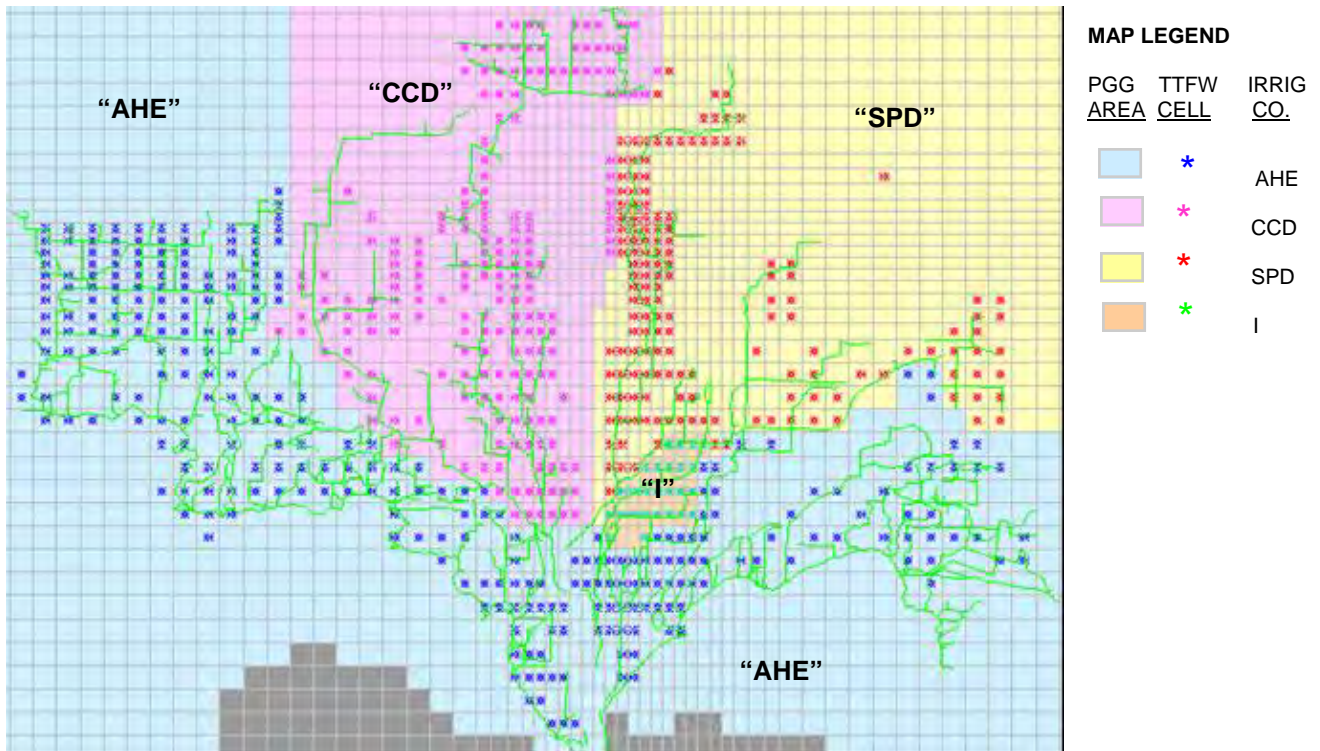 “AHE”
“CCD”
“SPD”
“I”
“AHE”
MAP LEGEND
PGG TTFW IRRIG
AREA CELL CO.
* AHE
* CCD
* SPD
* I